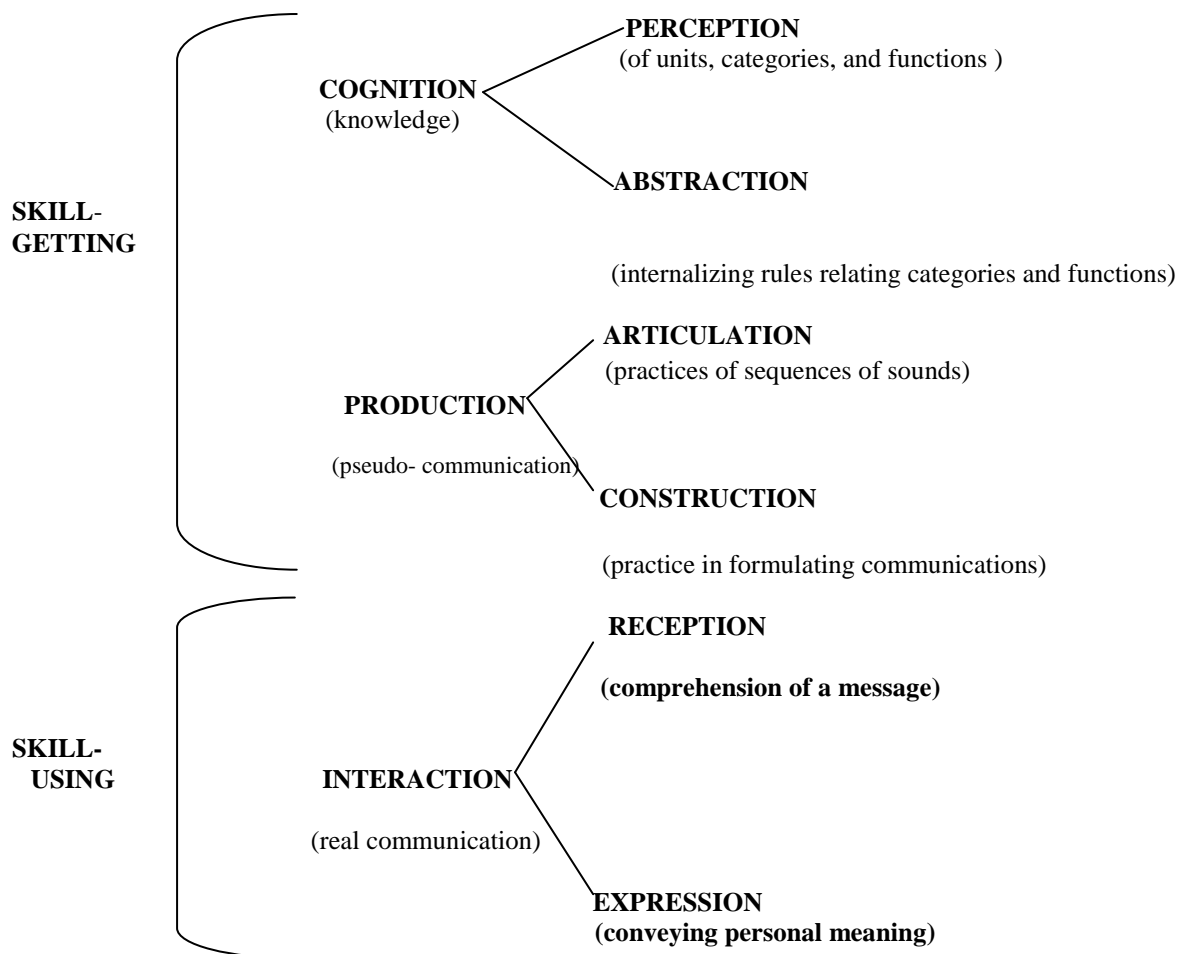 PERCEPTION
(of units, categories, and functions )
COGNITION
(knowledge)
ABSTRACTION
SKILL-
GETTING
(internalizing rules relating categories and functions)
ARTICULATION
(practices of sequences of sounds)
PRODUCTION
(pseudo- communication)
CONSTRUCTION
(practice in formulating communications)
RECEPTION
(comprehension of a message)
SKILL-
USING
INTERACTION
(real communication)
EXPRESSION
(conveying personal meaning)